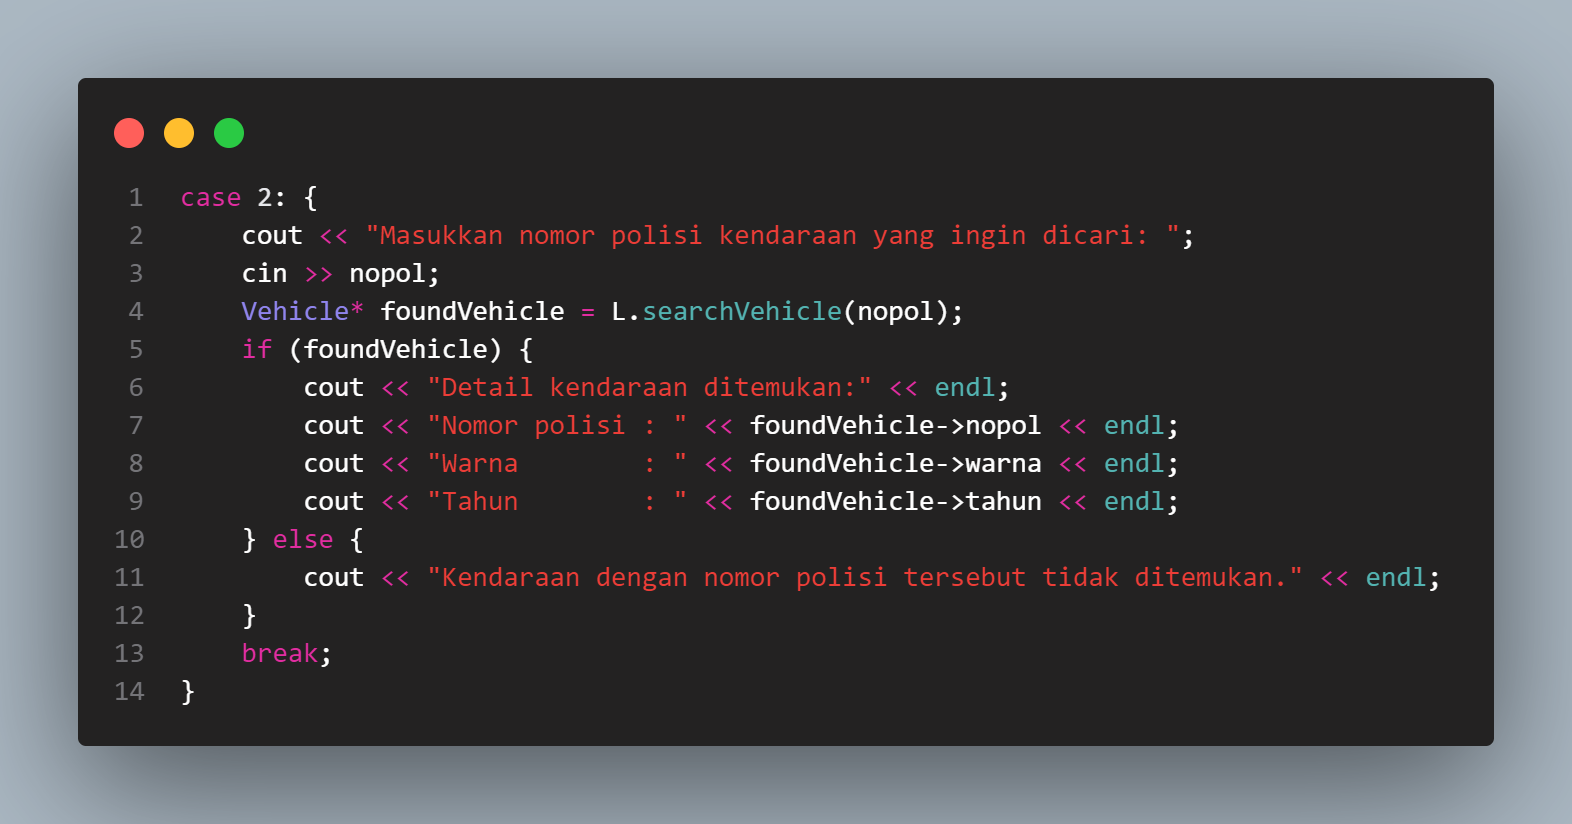 1 case 2: {
2     cout << "Masukkan nomor polisi kendaraan yang ingin dicari: ";
3     cin >> nopol;
4     Vehicle* foundVehicle = L.searchVehicle(nopol);
5     if (foundVehicle) {
6         cout << "Detail kendaraan ditemukan:" << endl;
7         cout << "Nomor polisi : " << foundVehicle->nopol << endl;
8         cout << "Warna        : " << foundVehicle->warna << endl;
9         cout << "Tahun        : " << foundVehicle->tahun << endl;
10     } else {
11         cout << "Kendaraan dengan nomor polisi tersebut tidak ditemukan." << endl;
12     }
13     break;
14 }